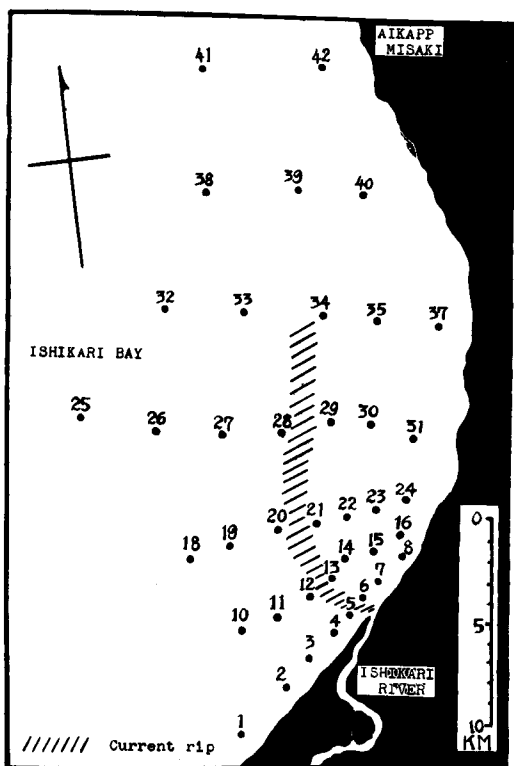 AIKAPP
MISAKI
41 42
38 39 40
32 33 34 35 37
ISHIKARI BAY
25 26 27 28 29 30 31
20 21 22 23 24
18 19 14 15 16 8
12 13 6 7
10 11 5 4
3
2
1
ISHIKARI
RIVER
0
5
10
KM
/////// Current rip